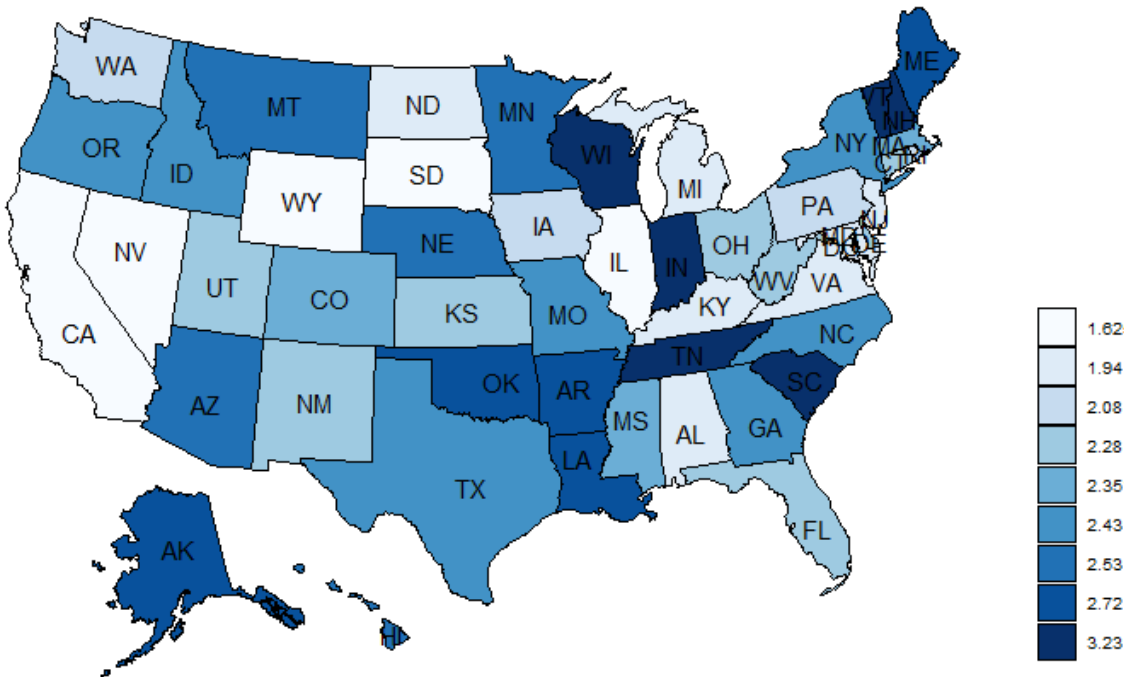 WA
MT
ND
MN
ME
VT
NH
OR
ID
WY
SD
WI
MI
NY
MA
CT
RI
NV
UT
CO
NE
IA
IL
IN
OH
PA
NJ
MD
DE
DC
WV
VA
CA
KS
MO
KY
NC
TN
SC
AZ
NM
OK
AR
MS
AL
GA
TX
LA
FL
AK
HI
1.62
1.94
2.08
2.28
2.35
2.43
2.53
2.72
3.23